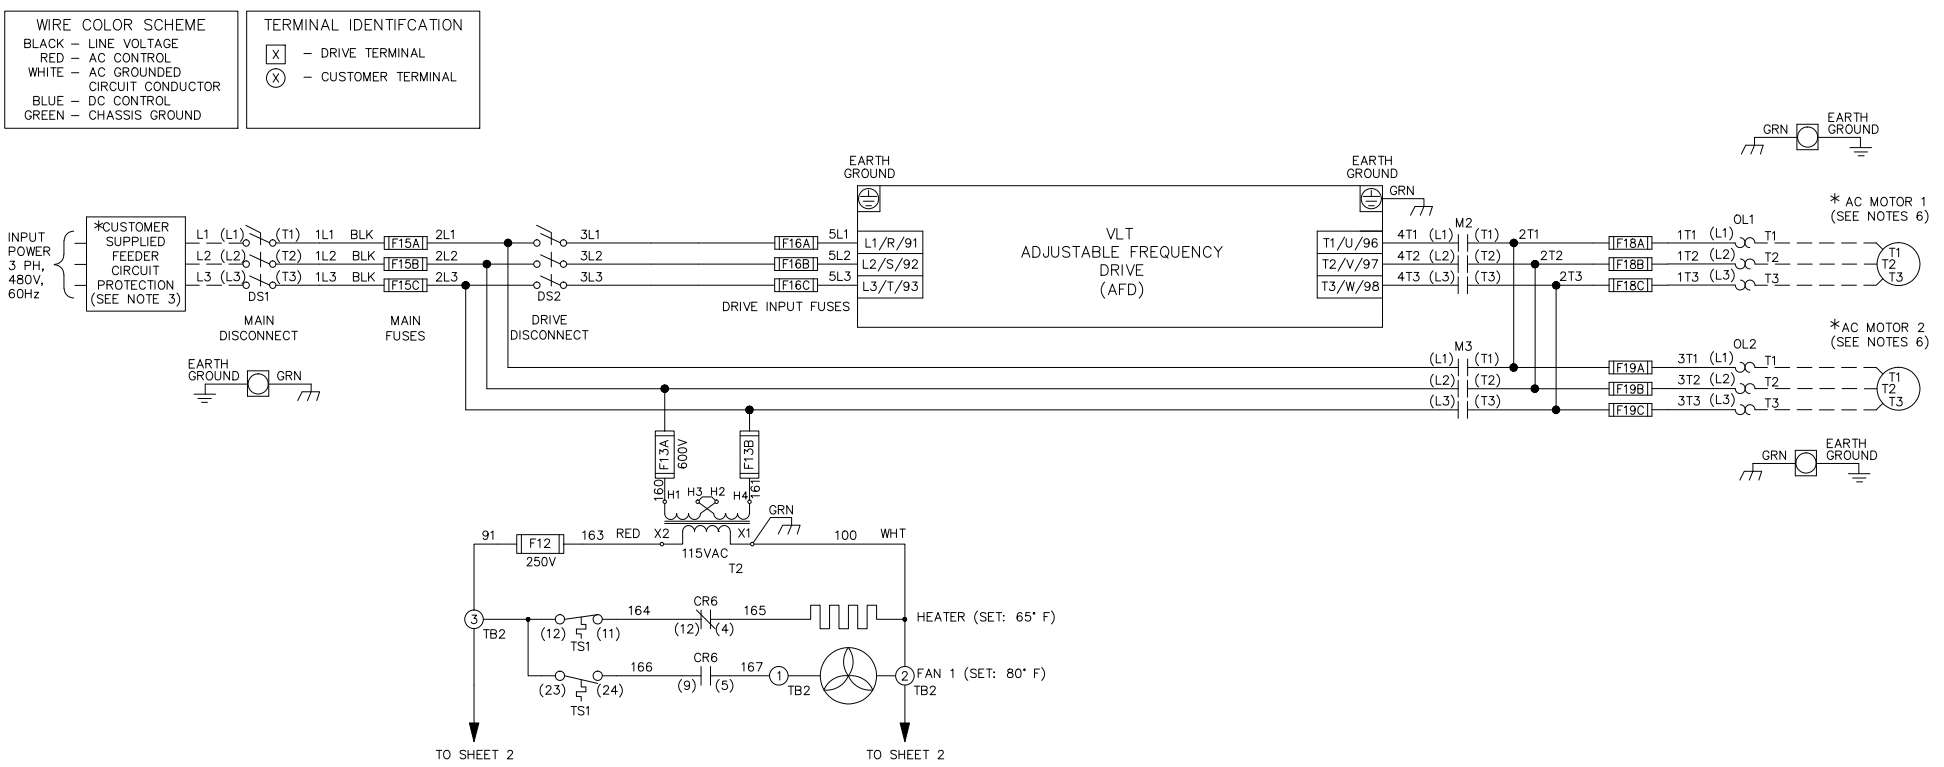 WIRE COLOR SCHEME
BLACK – LINE VOLTAGE
RED – AC CONTROL
WHITE – AC GROUNDED
CIRCUIT CONDUCTOR
BLUE – DC CONTROL
GREEN – CHASSIS GROUND
TERMINAL IDENTIFCATION
X – DRIVE TERMINAL
X – CUSTOMER TERMINAL
GRN
EARTH
GROUND
EARTH
GROUND
EARTH
GROUND
GRN
INPUT
POWER
3 PH,
480V,
60Hz
*CUSTOMER
SUPPLIED
FEEDER
CIRCUIT
PROTECTION
(SEE NOTE 3)
L1 (L1) (T1) 1L1 BLK F15A 2L1 3L1 F16A 5L1 L1/R/91
L2 (L2) (T2) 1L2 BLK F15B 2L2 3L2 F16B 5L2 L2/S/92
L3 (L3) (T3) 1L3 BLK F15C 2L3 3L3 F16C 5L3 L3/T/93
DS1
MAIN
DISCONNECT
MAIN
FUSES
DS2
DRIVE
DISCONNECT
DRIVE INPUT FUSES
VLT
ADJUSTABLE FREQUENCY
DRIVE
(AFD)
M2
T1/U/96 4T1 (L1) (T1) 2T1 F18A 1T1 (L1) T1
T2/V/97 4T2 (L2) (T2) 2T2 F18B 1T2 (L2) T2
T3/W/98 4T3 (L3) (T3) 2T3 F18C 1T3 (L3) T3
OL1
* AC MOTOR 1
(SEE NOTES 6)
T1
T2
T3
M3
(L1) (T1) F19A 3T1 (L1) T1
(L2) (T2) F19B 3T2 (L2) T2
(L3) (T3) F19C 3T3 (L3) T3
OL2
*AC MOTOR 2
(SEE NOTES 6)
T1
T2
T3
EARTH
GROUND
GRN
GRN
EARTH
GROUND
F13A
600V
F13B
160
161
H1 H3 H2 H4
GRN
91 F12 163 RED X2 X1 100 WHT
250V
115VAC
T2
3
TB2
164 CR6 165
(12) (11) (12) (4)
TS1
HEATER (SET: 65° F)
166 CR6 167 1
(23) (24) (9) (5) TB2
TS1
2 FAN 1 (SET: 80° F)
TB2
TO SHEET 2
TO SHEET 2